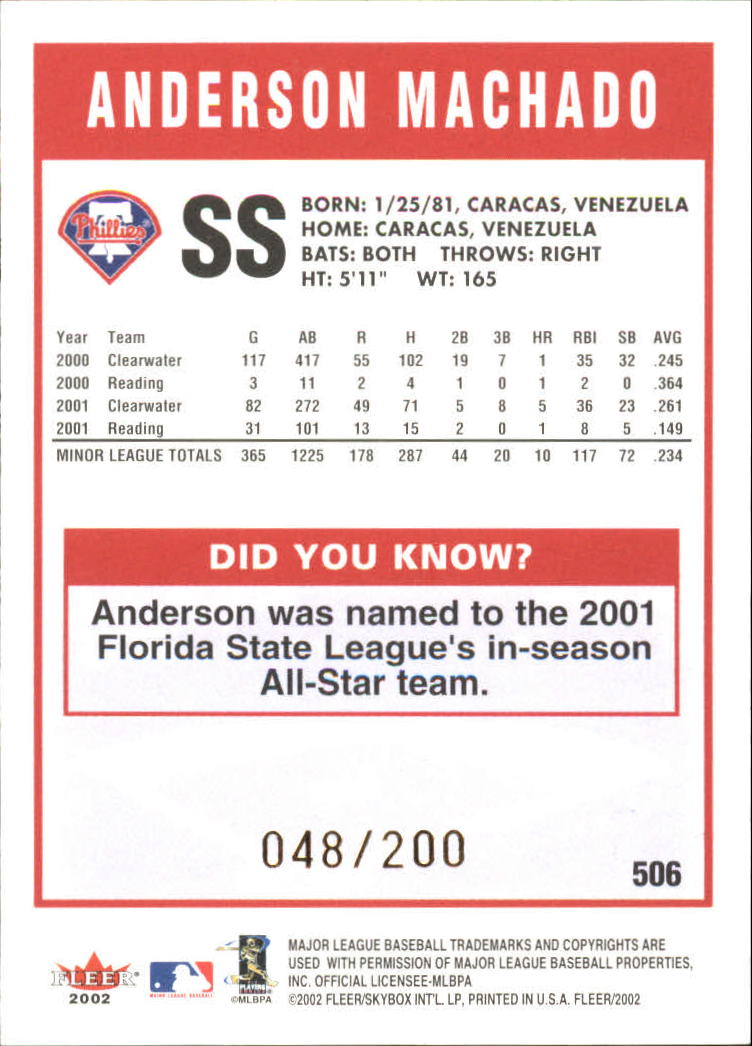 ANDERSON MACHADO
Phillies
SS
BORN: 1/25/81, CARACAS, VENEZUELA
HOME: CARACAS, VENEZUELA
BATS: BOTH THROWS: RIGHT
HT: 5'11" WT: 165
Year Team G AB R H 2B 3B HR RBI SB AVG
2000 Clearwater 117 417 55 102 19 7 1 35 32 .245
2000 Reading 3 11 2 4 1 0 1 2 0 .364
2001 Clearwater 82 272 49 71 5 8 5 36 23 .261
2001 Reading 31 101 13 15 2 0 1 8 5 .149
MINOR LEAGUE TOTALS 365 1225 178 287 44 20 10 117 72 .234
DID YOU KNOW?
Anderson was named to the 2001
Florida State League's in-season
All-Star team.
048/200
506
FLEER
2002
MAJOR LEAGUE BASEBALL
PLAYERS
©MLBPA
MAJOR LEAGUE BASEBALL TRADEMARKS AND COPYRIGHTS ARE
USED WITH PERMISSION OF MAJOR LEAGUE BASEBALL PROPERTIES,
INC. OFFICIAL LICENSEE-MLBPA
©2002 FLEER/SKYBOX INT'L. LP, PRINTED IN U.S.A. FLEER/2002